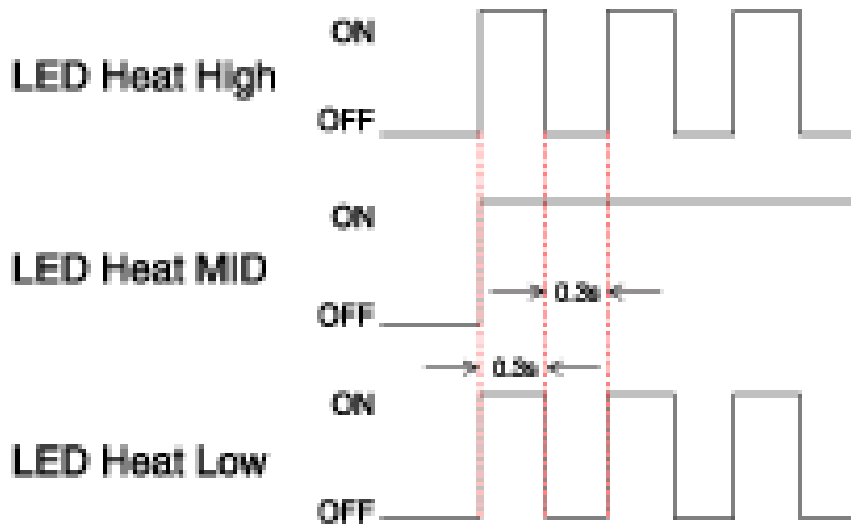 ON
LED Heat High
OFF
ON
LED Heat MID
0.3s
OFF
0.3s
ON
LED Heat Low
OFF